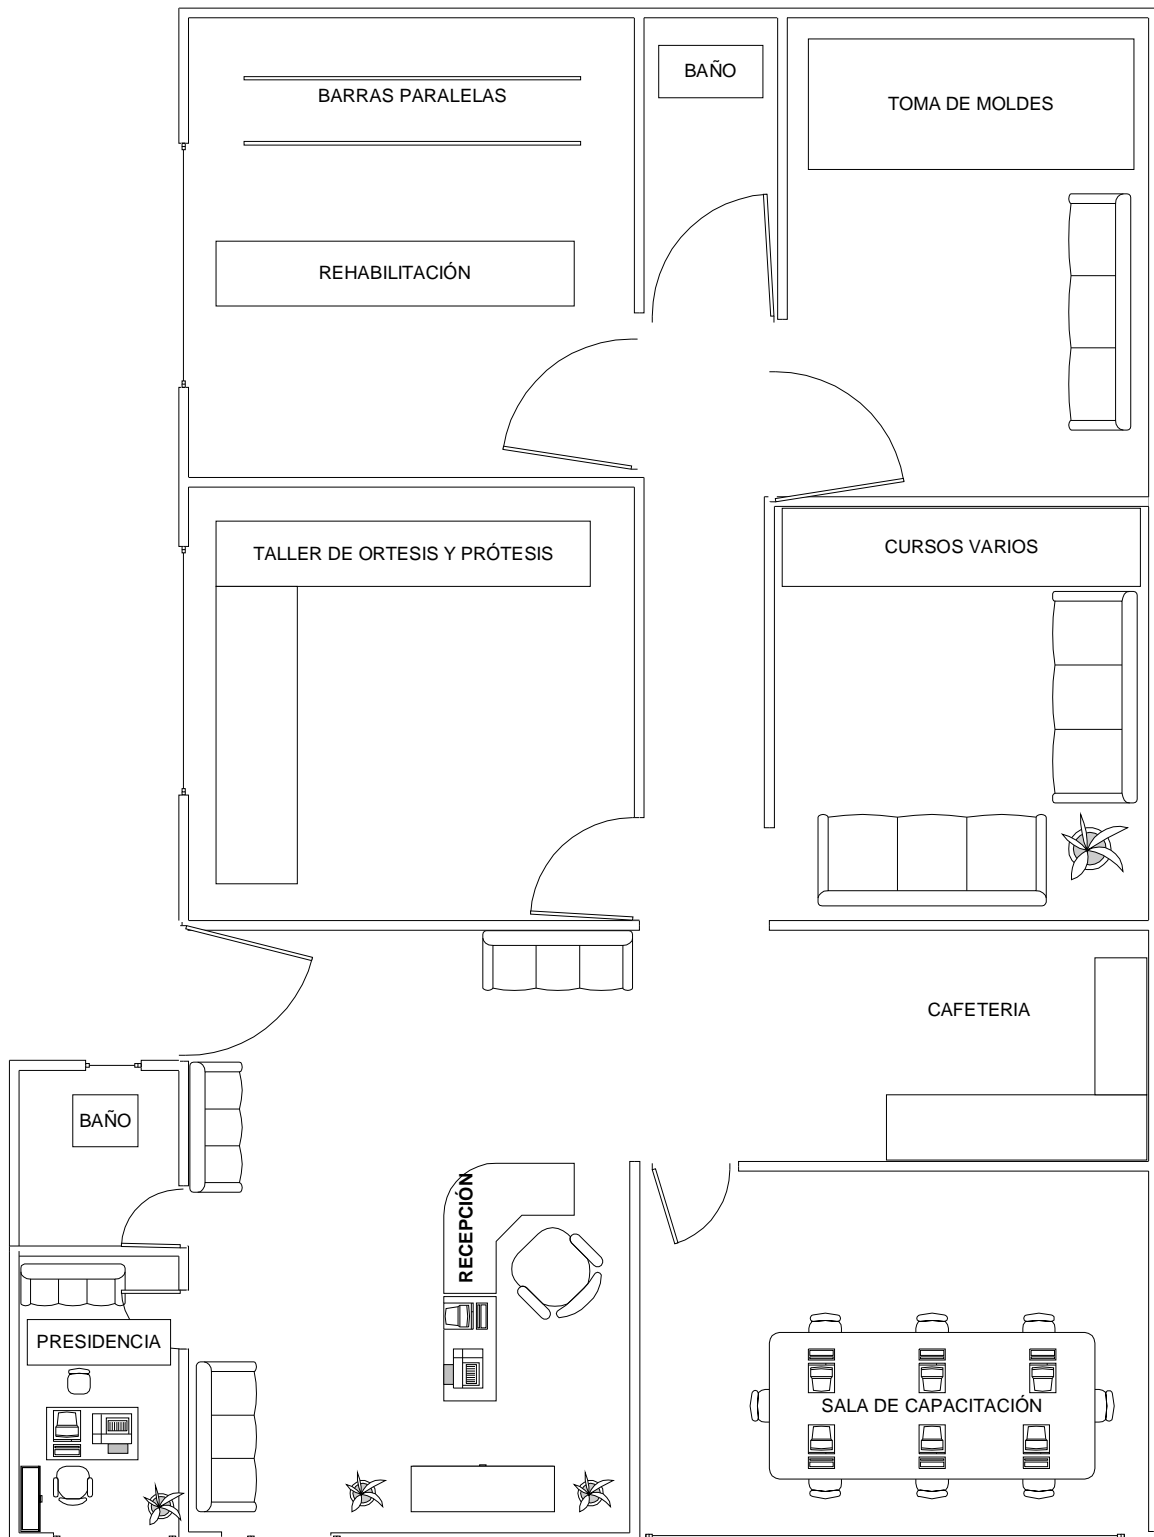 BARRAS PARALELAS
BAÑO
TOMA DE MOLDES
REHABILITACIÓN
TALLER DE ORTESIS Y PRÓTESIS
CURSOS VARIOS
CAFETERIA
BAÑO
RECEPCIÓN
PRESIDENCIA
SALA DE CAPACITACIÓN